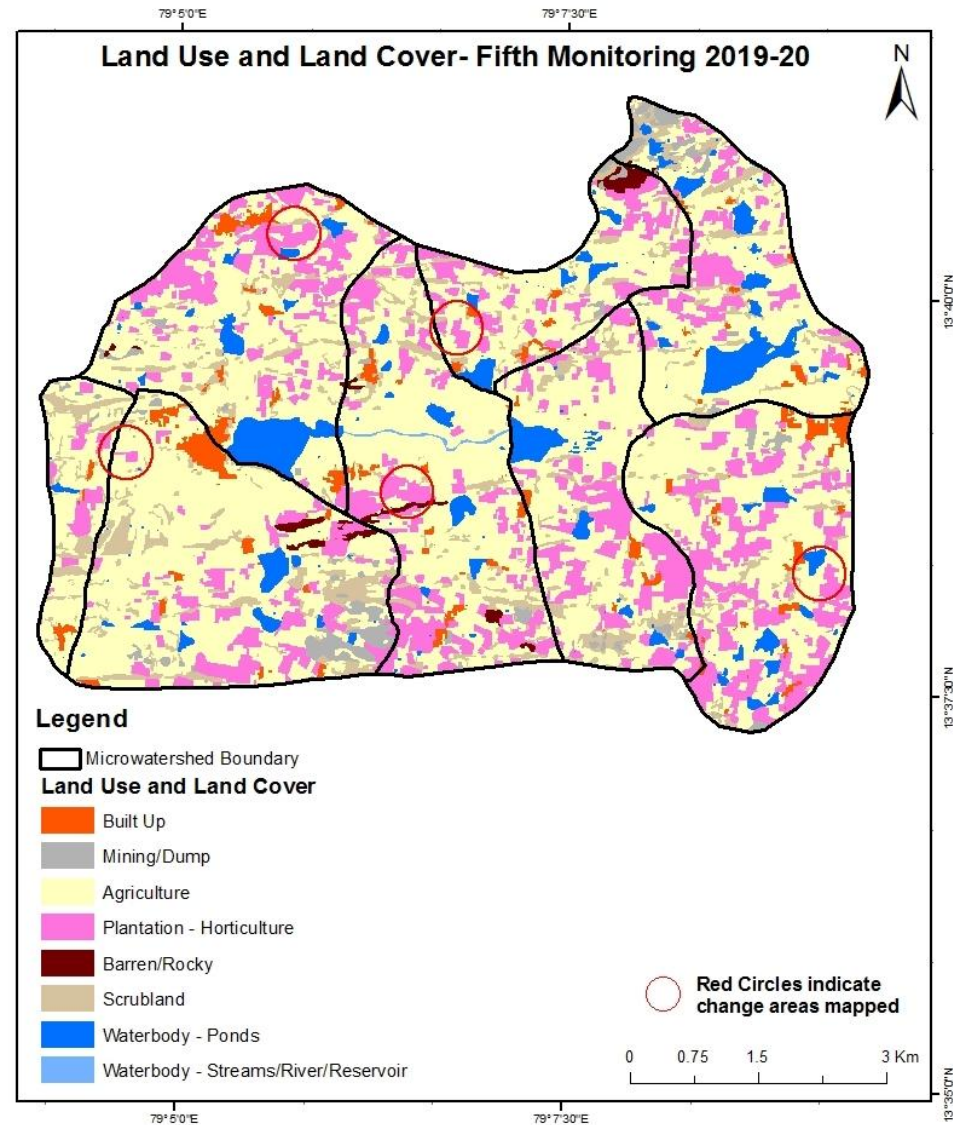 79°5'0"E
79°7'30"E
Land Use and Land Cover- Fifth Monitoring 2019-20
N
13°40'0"N
13°37'30"N
Legend
Microwatershed Boundary
Land Use and Land Cover
Built Up
Mining/Dump
Agriculture
Plantation - Horticulture
Barren/Rocky
Scrubland
Waterbody - Ponds
Waterbody - Streams/River/Reservoir
Red Circles indicate
change areas mapped
0 0.75 1.5 3 Km
13°35'0"N
79°5'0"E
79°7'30"E